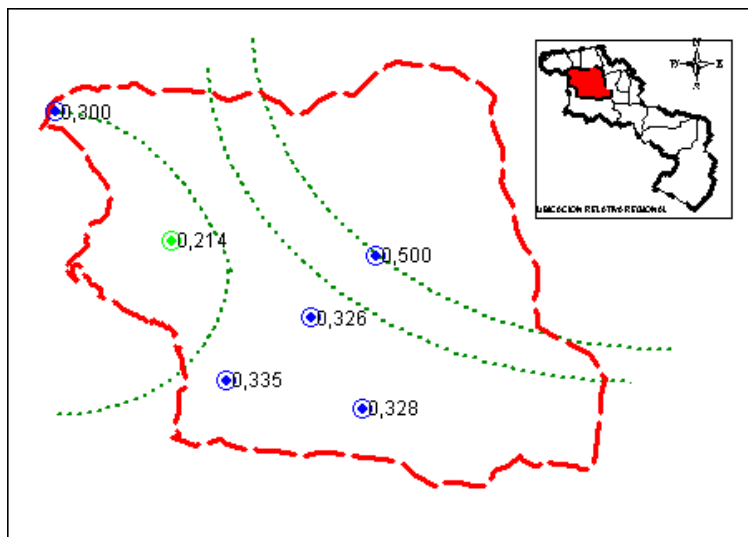 N
W E
S
0,300
0,214
0,500
0,326
0,335
0,328
UBICACION RELATIVA REGIONAL